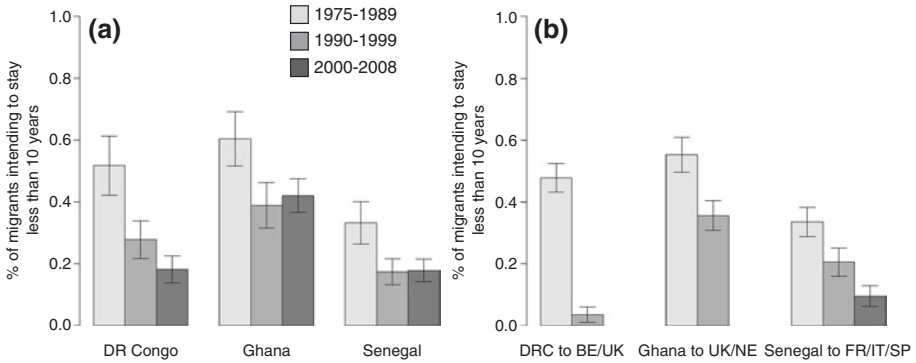 % of migrants intending to stay
less than 10 years
1.0
0.8
0.6
0.4
0.2
0.0
(a)
1975-1989
1990-1999
2000-2008
DR Congo
Ghana
Senegal
% of migrants intending to stay
less than 10 years
1.0
0.8
0.6
0.4
0.2
0.0
(b)
DRC to BE/UK
Ghana to UK/NE
Senegal to FR/IT/SP